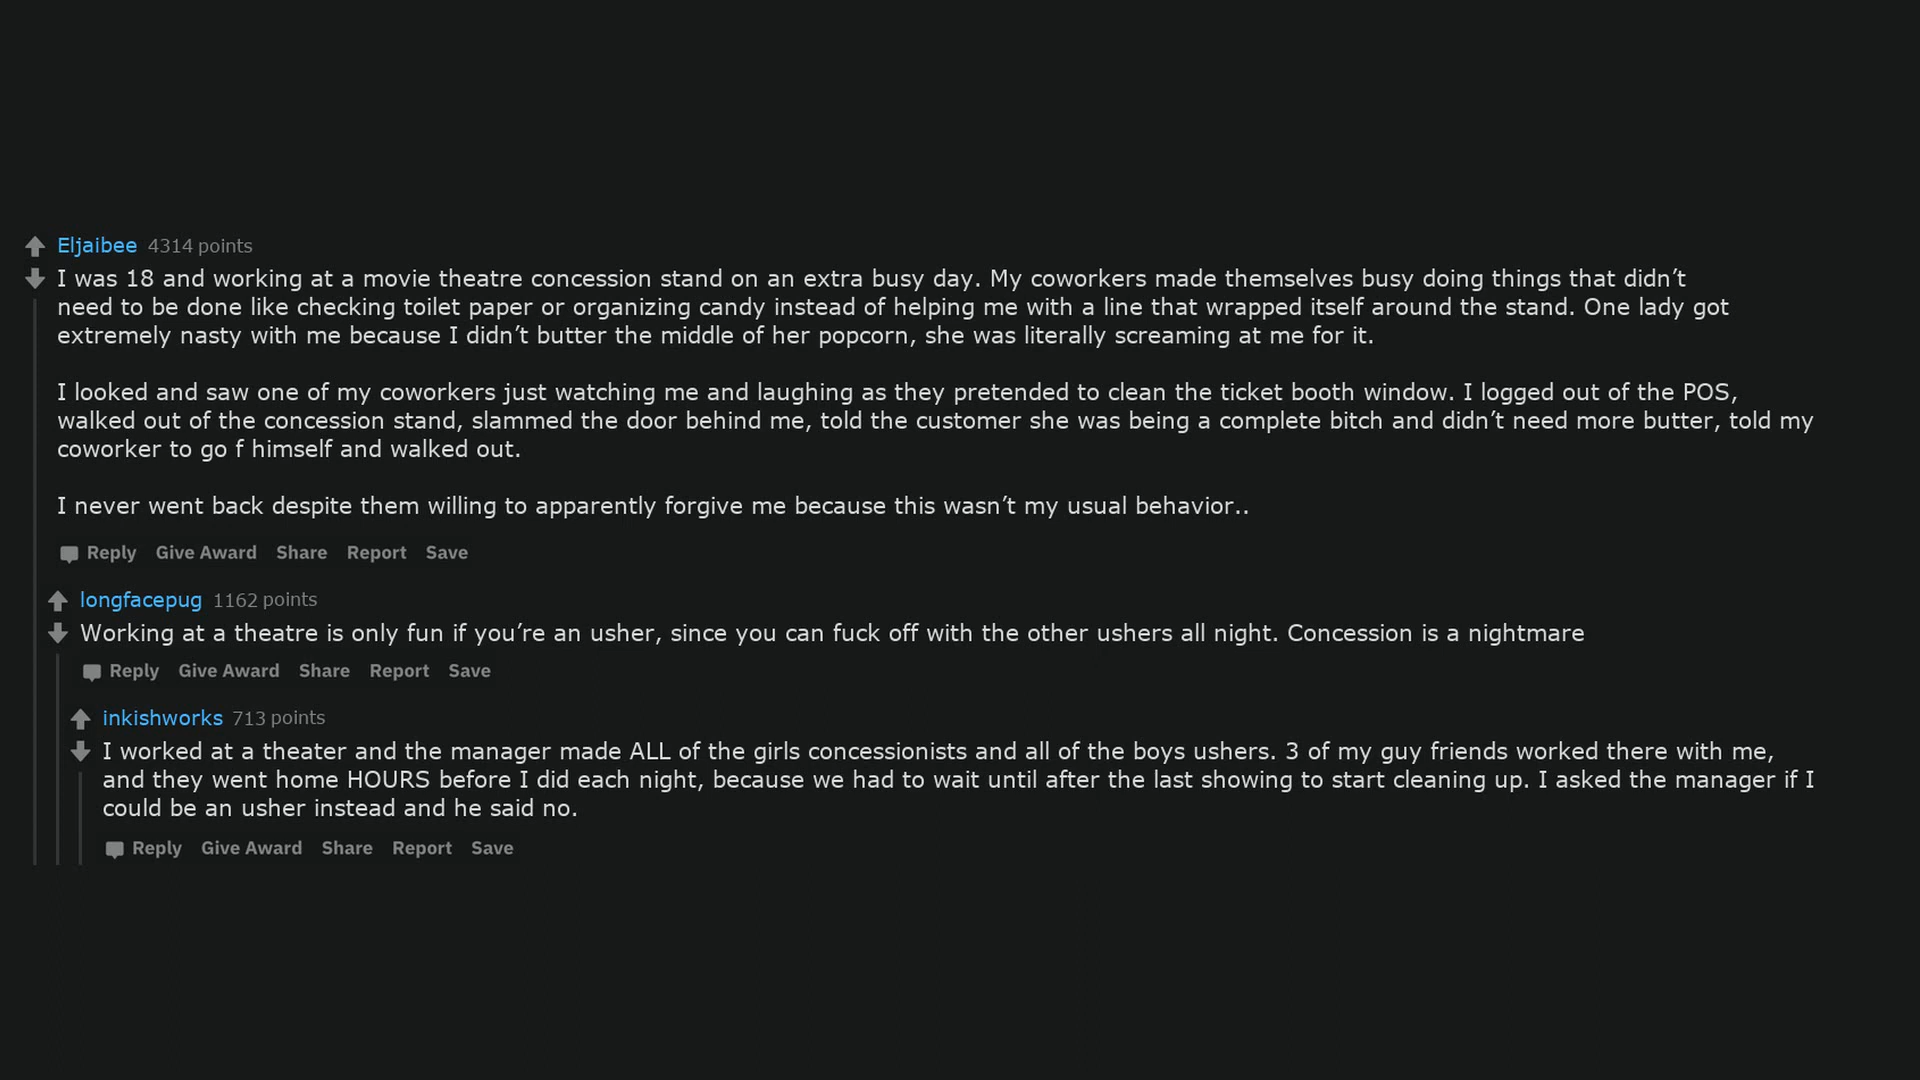 Eljaibee 4314 points
I was 18 and working at a movie theatre concession stand on an extra busy day. My coworkers made themselves busy doing things that didn’t
need to be done like checking toilet paper or organizing candy instead of helping me with a line that wrapped itself around the stand. One lady got
extremely nasty with me because I didn’t butter the middle of her popcorn, she was literally screaming at me for it.
I looked and saw one of my coworkers just watching me and laughing as they pretended to clean the ticket booth window. I logged out of the POS,
walked out of the concession stand, slammed the door behind me, told the customer she was being a complete bitch and didn’t need more butter, told my
coworker to go f himself and walked out.
I never went back despite them willing to apparently forgive me because this wasn’t my usual behavior..
Reply Give Award Share Report Save
longfacepug 1162 points
Working at a theatre is only fun if you’re an usher, since you can fuck off with the other ushers all night. Concession is a nightmare
Reply Give Award Share Report Save
inkishworks 713 points
I worked at a theater and the manager made ALL of the girls concessionists and all of the boys ushers. 3 of my guy friends worked there with me,
and they went home HOURS before I did each night, because we had to wait until after the last showing to start cleaning up. I asked the manager if I
could be an usher instead and he said no.
Reply Give Award Share Report Save